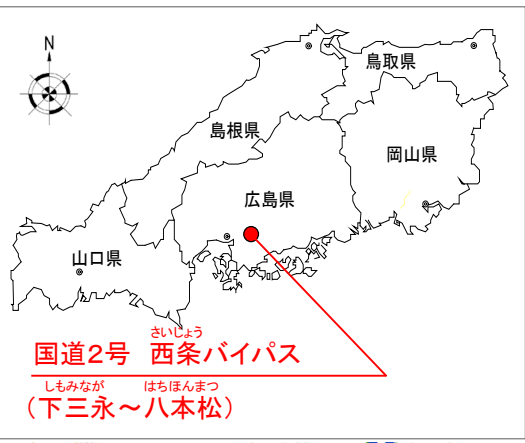 N
鳥取県
島根県
岡山県
広島県
山口県
さいじょう
国道2号 西条バイパス
しもみなが はちほんまつ
(下三永～八本松)